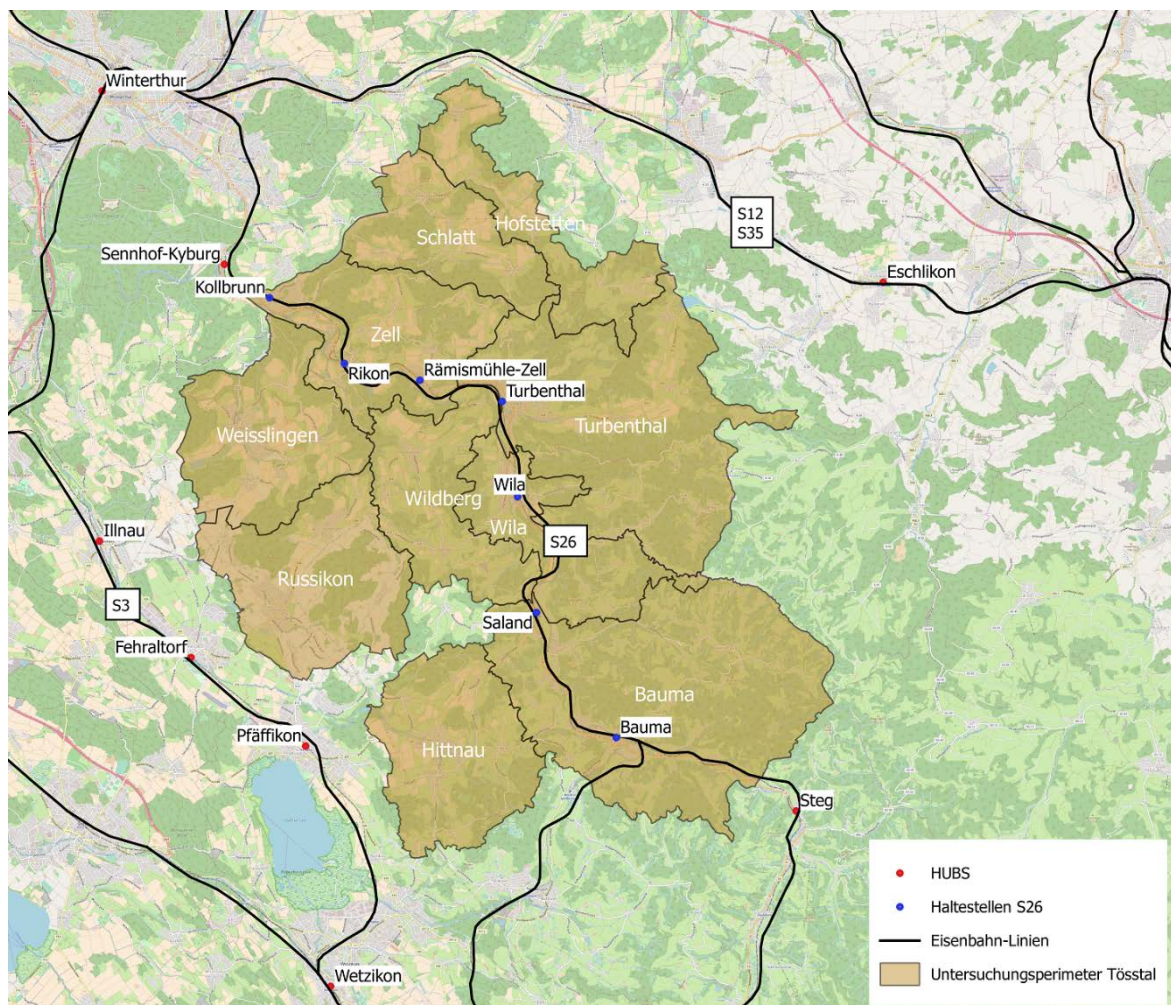 Winterthur
Hofstetten
Schlatt
S12
S35
Sennhof-Kyburg
Eschlikon
Kollbrunn
Zell
Rikon
Rämismühle-Zell
Turbenthal
Weisslingen
Turbenthal
Wildberg
Wila
Wila
Illnau
S26
Russikon
S3
Saland
Fehraltorf
Bauma
Pfäffikon
Bauma
Hittnau
Steg
HUBS
Haltestellen S26
Eisenbahn-Linien
Untersuchungsperimeter Tösstal
Wetzikon